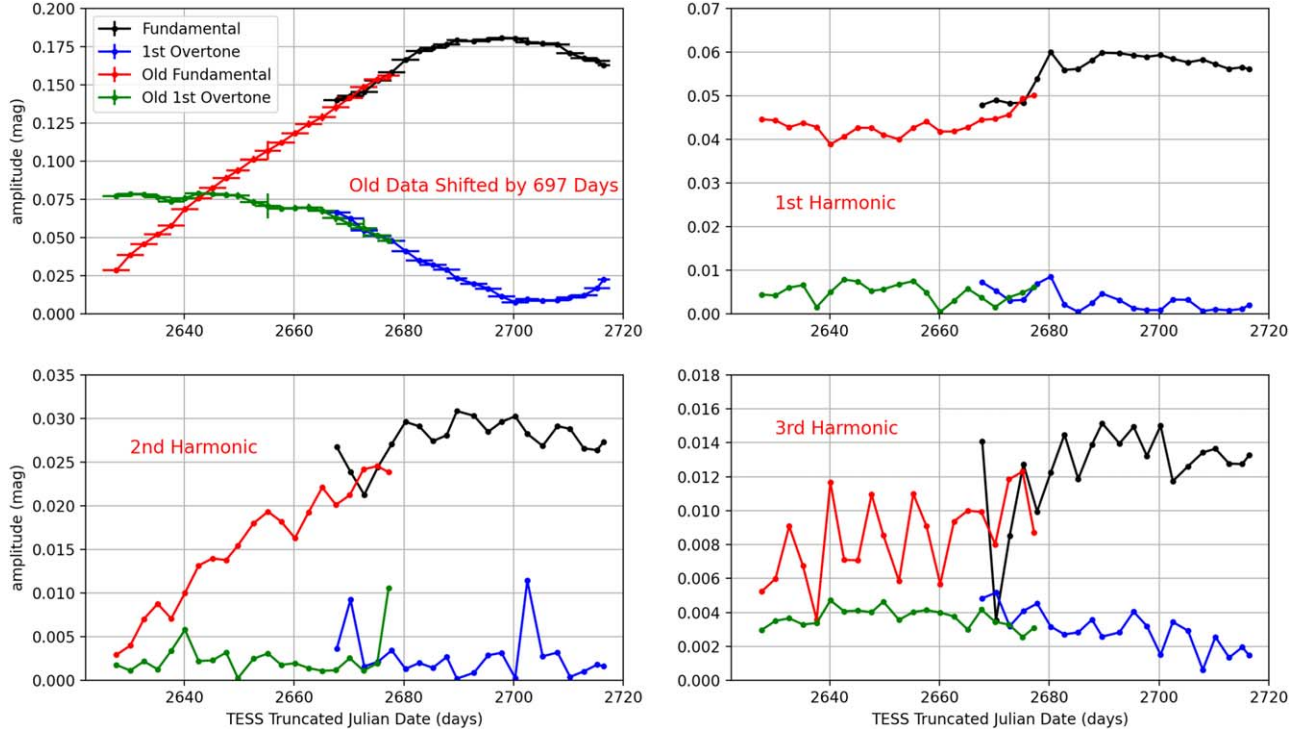 0.200
0.175
0.150
0.125
0.100
0.075
0.050
0.025
0.000
amplitude (mag)
Fundamental
1st Overtone
Old Fundamental
Old 1st Overtone
Old Data Shifted by 697 Days
2640 2660 2680 2700 2720
0.07
0.06
0.05
0.04
0.03
0.02
0.01
0.00
1st Harmonic
2640 2660 2680 2700 2720
0.035
0.030
0.025
0.020
0.015
0.010
0.005
0.000
amplitude (mag)
2nd Harmonic
2640 2660 2680 2700 2720
TESS Truncated Julian Date (days)
0.018
0.016
0.014
0.012
0.010
0.008
0.006
0.004
0.002
0.000
3rd Harmonic
2640 2660 2680 2700 2720
TESS Truncated Julian Date (days)